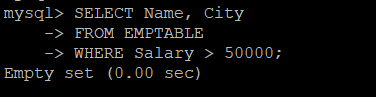 mysql> SELECT Name, City
-> FROM EMPTABLE
-> WHERE Salary > 50000;
Empty set (0.00 sec)